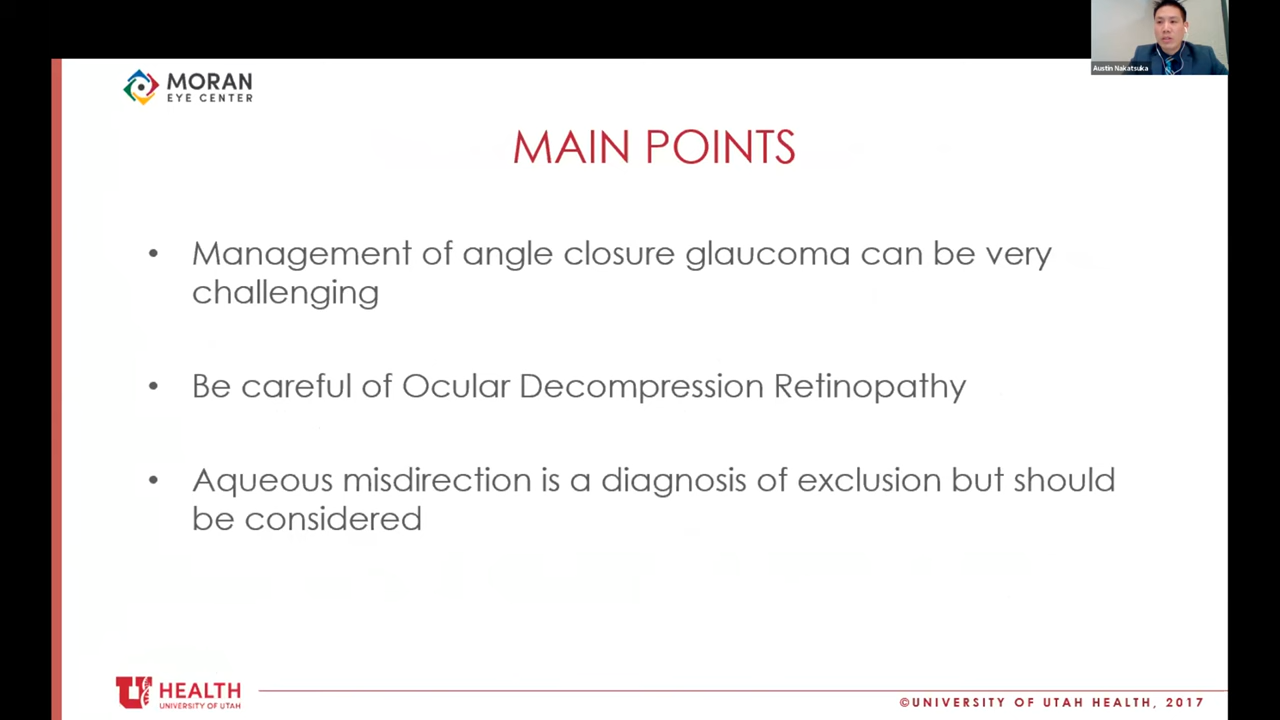 Austin Nakatsuka
MORAN
EYE CENTER
MAIN POINTS
• Management of angle closure glaucoma can be very
challenging
• Be careful of Ocular Decompression Retinopathy
• Aqueous misdirection is a diagnosis of exclusion but should
be considered
U HEALTH
UNIVERSITY OF UTAH
©UNIVERSITY OF UTAH HEALTH, 2017